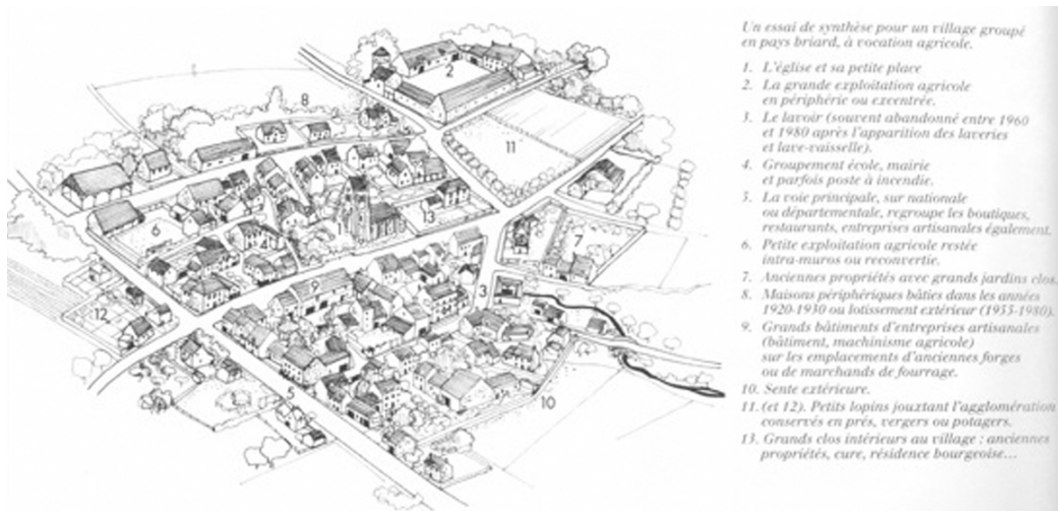 Un essai de synthèse pour un village groupé
en pays briard, à vocation agricole.
1. L'église et sa petite place
2. La grande exploitation agricole
en périphérie ou excentrée.
3. Le lavoir (souvent abandonné entre 1960
et 1980 après l'apparition des laveries
et lave-vaisselle).
4. Groupement école, mairie
et parfois poste à incendie.
5. La voie principale, sur nationale
ou départementale, regroupe les boutiques,
restaurants, entreprises artisanales également.
6. Petite exploitation agricole restée
intra-muros ou reconvertie.
7. Anciennes propriétés avec grands jardins clos.
8. Maisons périphériques bâties dans les années
1920-1930 ou lotissement extérieur (1955-1980).
9. Grands bâtiments d'entreprises artisanales
(bâtiment, machinisme agricole)
sur les emplacements d'anciennes forges
ou de marchands de fourrage.
10. Sente extérieure.
11. (et 12). Petits lopins jouxtant l'agglomération
conservés en prés, vergers ou potagers.
13. Grands clos intérieurs au village : anciennes
propriétés, cure, résidence bourgeoise...
2
8
11
13
1
6
4
7
9
3
12
5
10